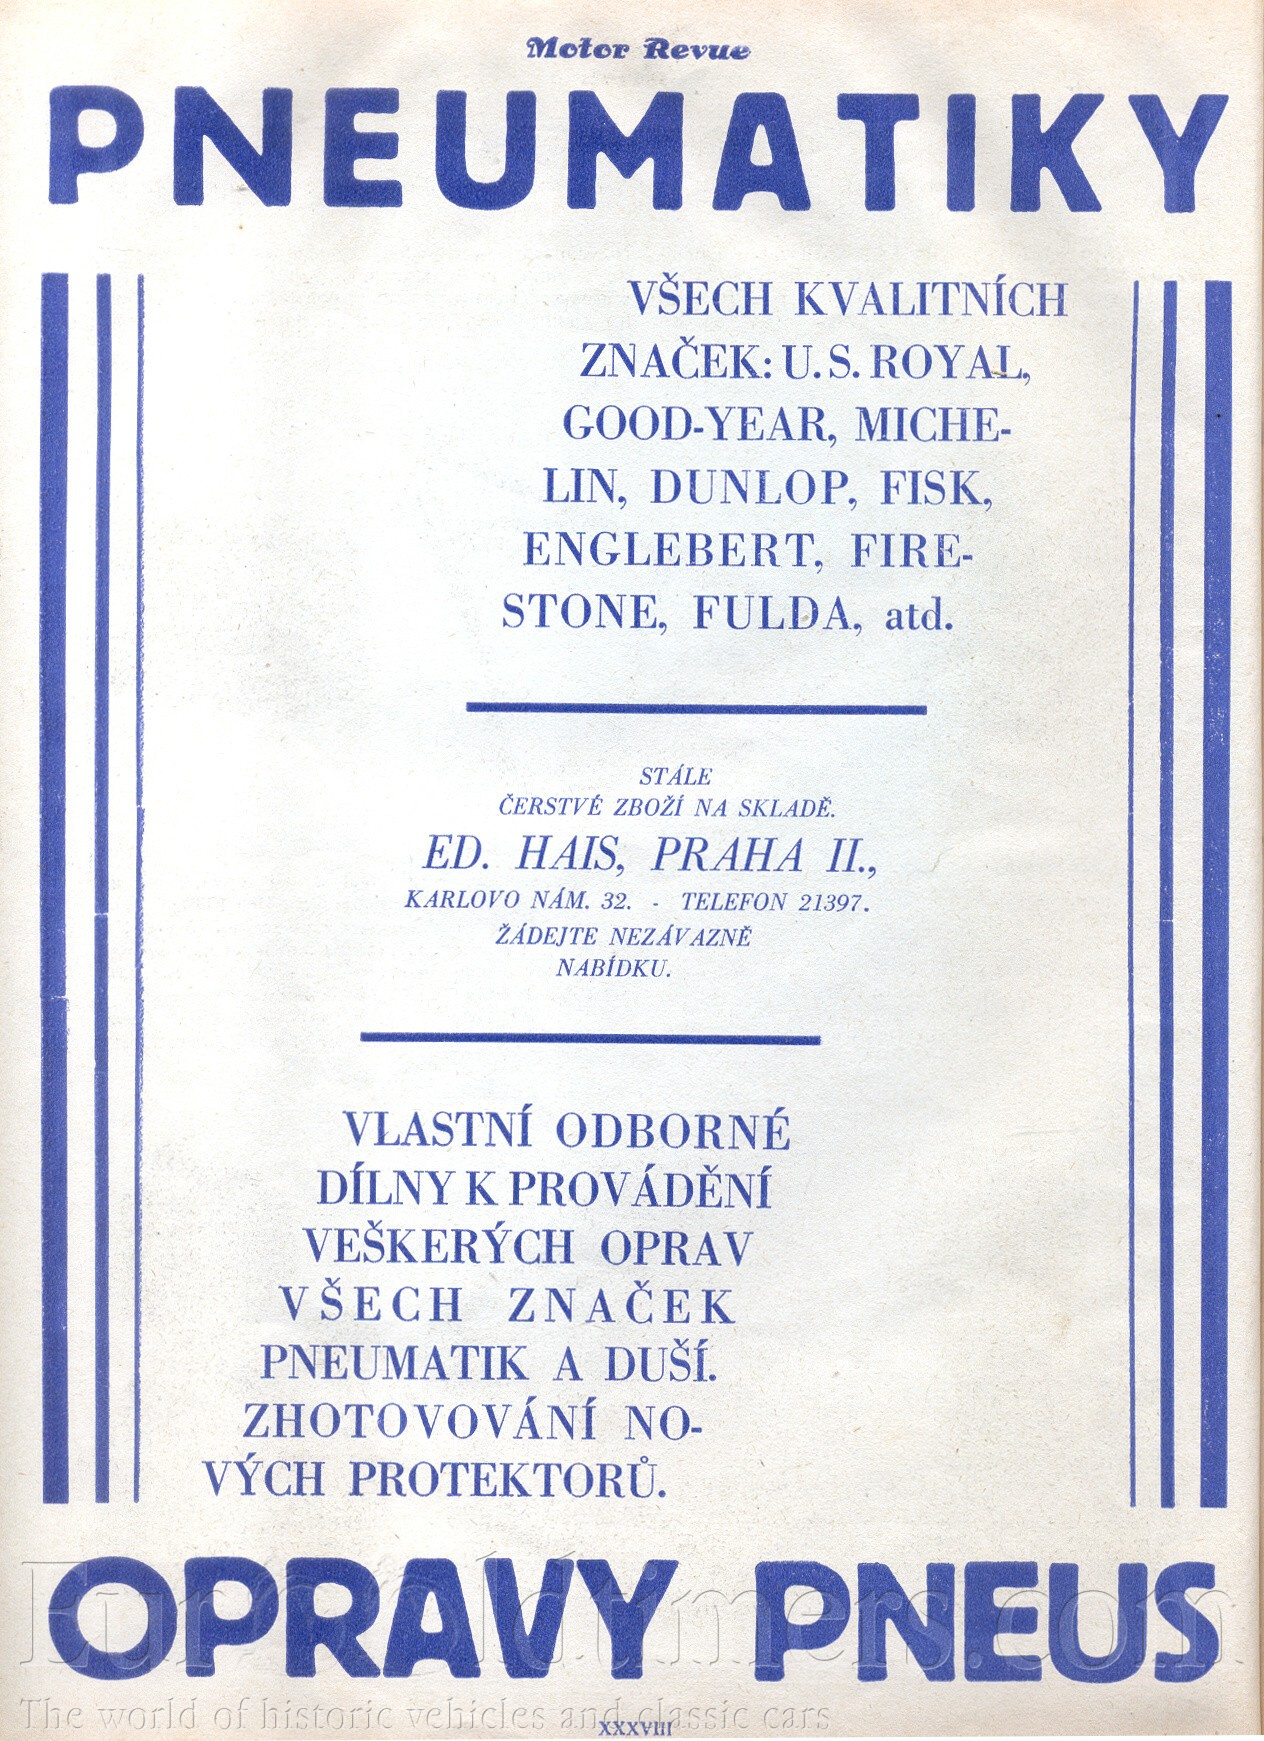 Motor Revue
PNEUMATIKY
VŠECH KVALITNÍCH
ZNAČEK: U. S. ROYAL,
GOOD-YEAR, MICHE-
LIN, DUNLOP, FISK,
ENGLEBERT, FIRE-
STONE, FULDA, atd.
STÁLE
ČERSTVÉ ZBOŽÍ NA SKLADĚ.
ED. HAIS, PRAHA II.,
KARLOVO NÁM. 32. - TELEFON 21397.
ŽÁDEJTE NEZÁVAZNĚ
NABÍDKU.
VLASTNÍ ODBORNÉ
DÍLNY K PROVÁDĚNÍ
VEŠKERÝCH OPRAV
VŠECH ZNAČEK
PNEUMATIK A DUŠÍ.
ZHOTOVOVÁNÍ NO-
VÝCH PROTEKTORŮ.
OPRAVY PNEUS
Euro-oldtimers.com
The world of historic vehicles and classic cars
XXXVIII